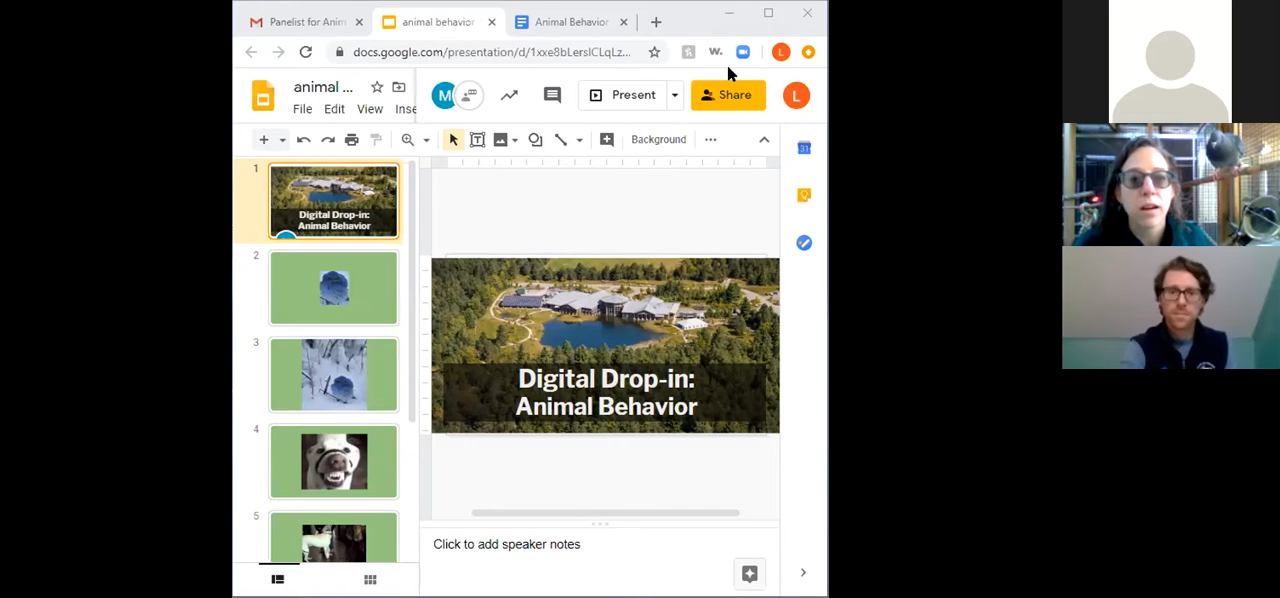 Panelist for Anim
animal behavior
Animal Behavior
docs.google.com/presentation/d/1xxe8bLersICLqLz...
w.
L
animal ...
File Edit View Inse
M
Present
Share
L
Background
31
1
Digital Drop-in:
Animal Behavior
2
3
4
5
Digital Drop-in:
Animal Behavior
Click to add speaker notes